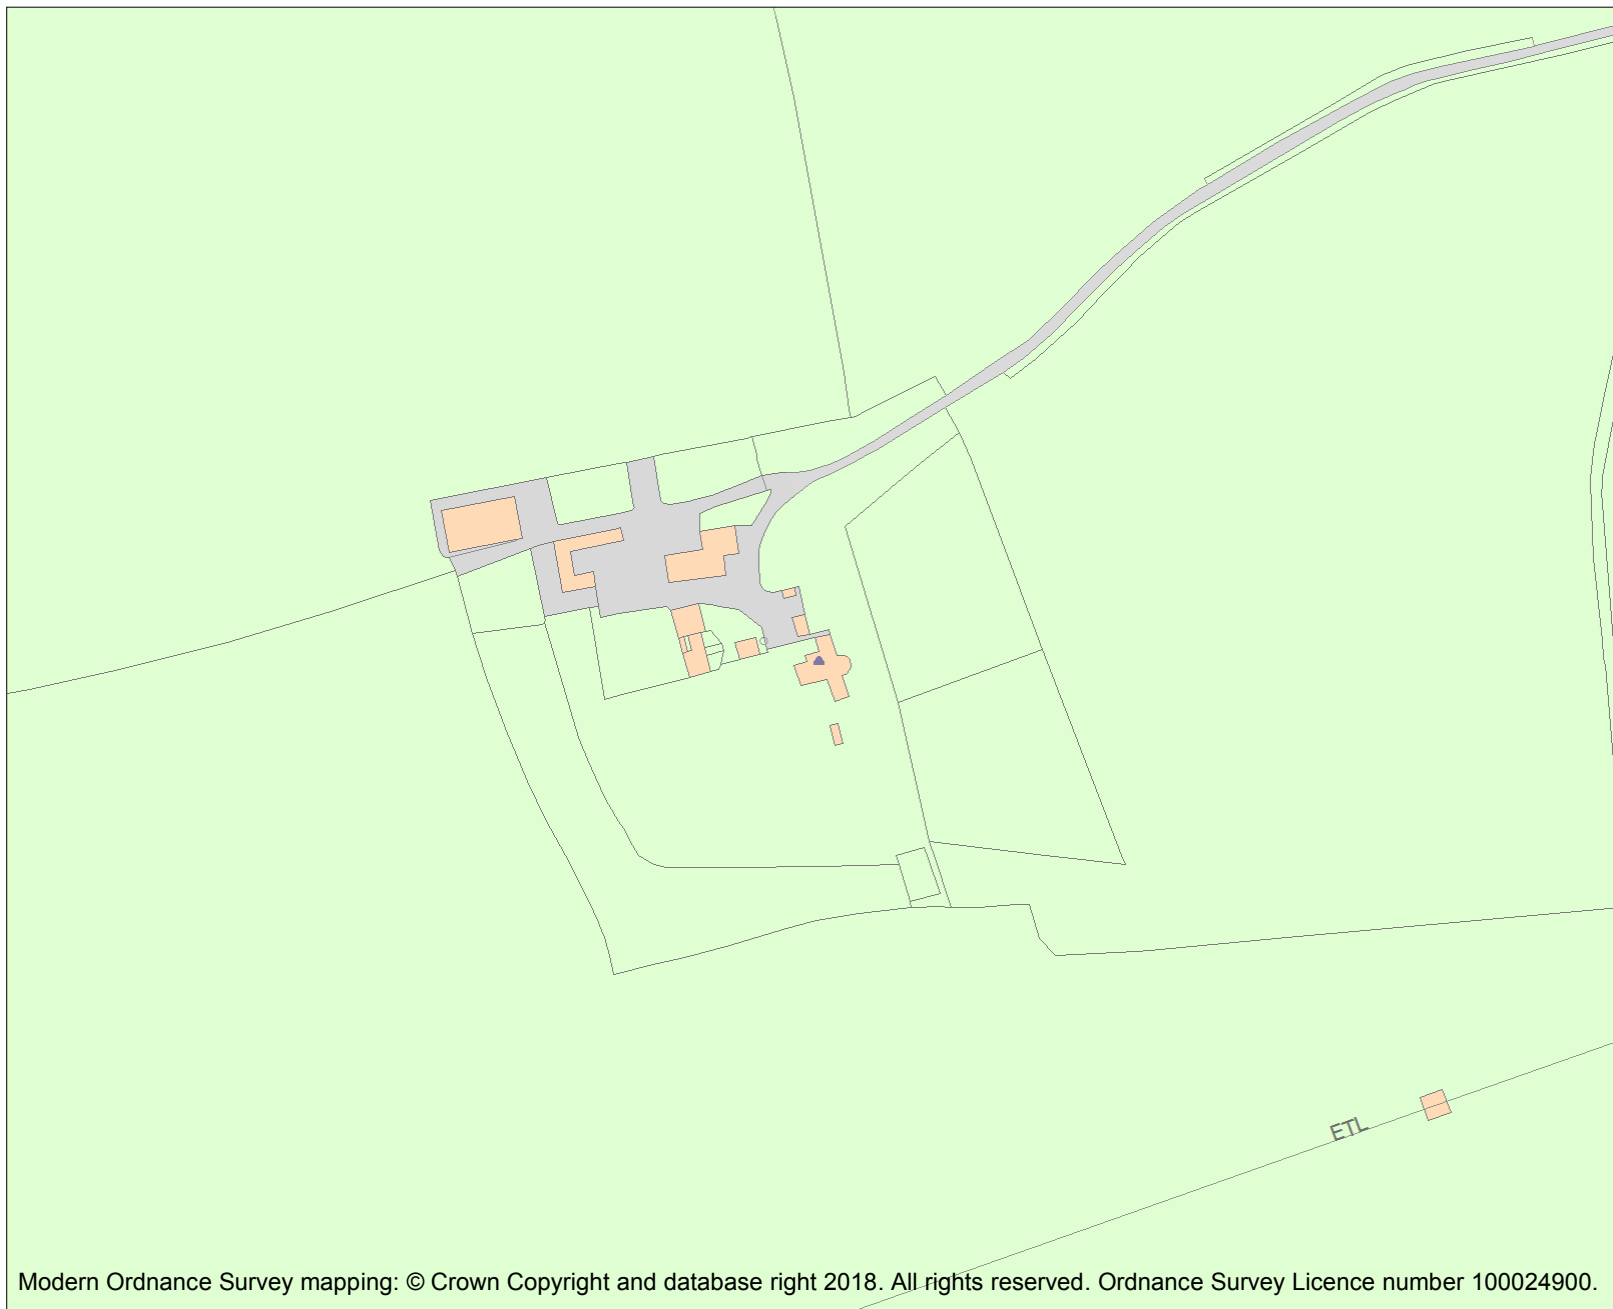 ETL
Modern Ordnance Survey mapping: © Crown Copyright and database right 2018. All rights reserved. Ordnance Survey Licence number 100024900.